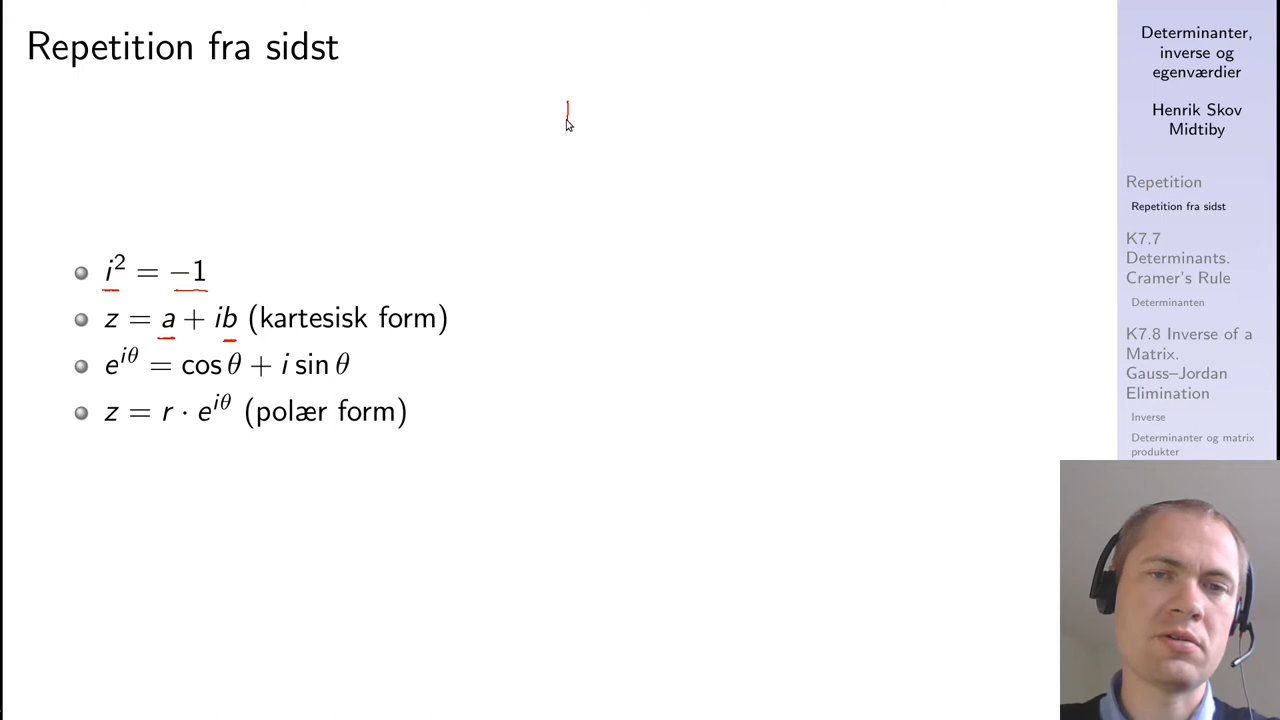 Repetition fra sidst
i² = −1
z = a + ib (kartesisk form)
e^{iθ} = cos θ + i sin θ
z = r · e^{iθ} (polær form)
Determinanter,
inverse og
egenværdier
Henrik Skov
Midtiby
Repetition
Repetition fra sidst
K7.7
Determinants.
Cramer's Rule
Determinanten
K7.8 Inverse of a
Matrix.
Gauss–Jordan
Elimination
Inverse
Determinanter og matrix
produkter